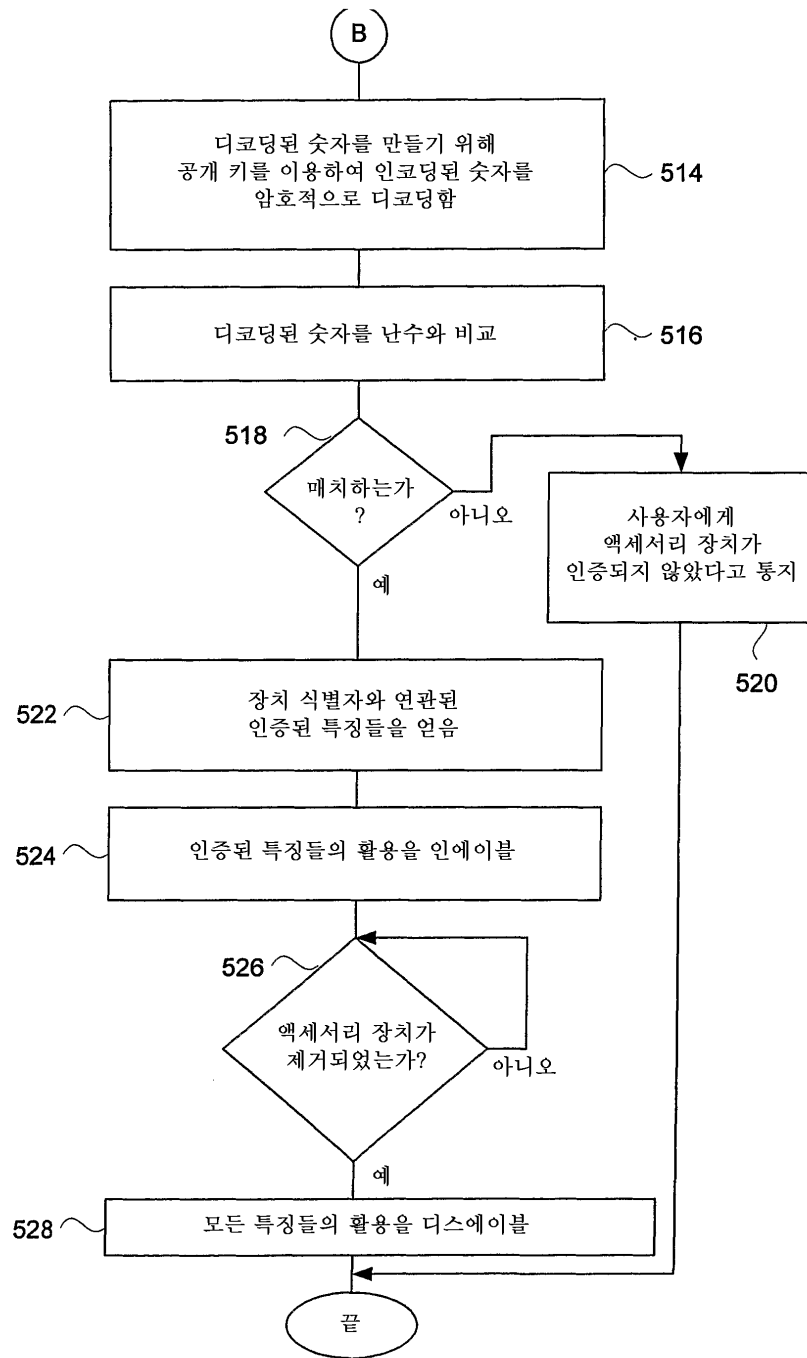 B
디코딩된 숫자를 만들기 위해
공개 키를 이용하여 인코딩된 숫자를
암호적으로 디코딩함
514
디코딩된 숫자를 난수와 비교
516
518
매치하는가
?
아니오
예
사용자에게
액세서리 장치가
인증되지 않았다고 통지
520
522
장치 식별자와 연관된
인증된 특징들을 얻음
524
인증된 특징들의 활용을 인에이블
526
액세서리 장치가
제거되었는가?
아니오
예
528
모든 특징들의 활용을 디스에이블
끝